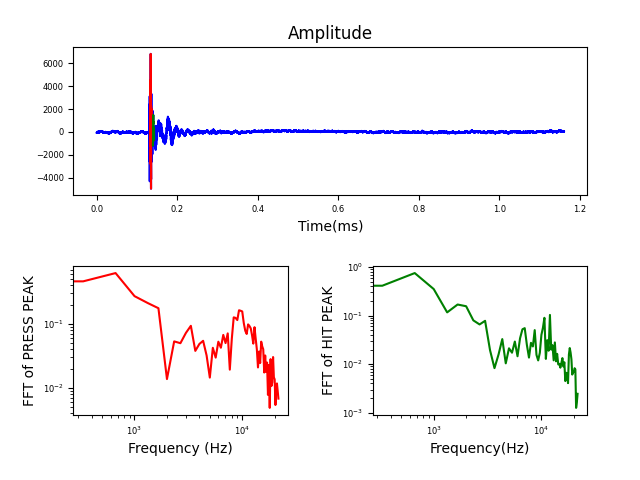 Amplitude
6000
4000
2000
0
−2000
−4000
0.0 0.2 0.4 0.6 0.8 1.0 1.2
Time(ms)
FFT of PRESS PEAK
10⁻¹
10⁻²
10³ 10⁴
Frequency (Hz)
FFT of HIT PEAK
10⁰
10⁻¹
10⁻²
10⁻³
10³ 10⁴
Frequency(Hz)